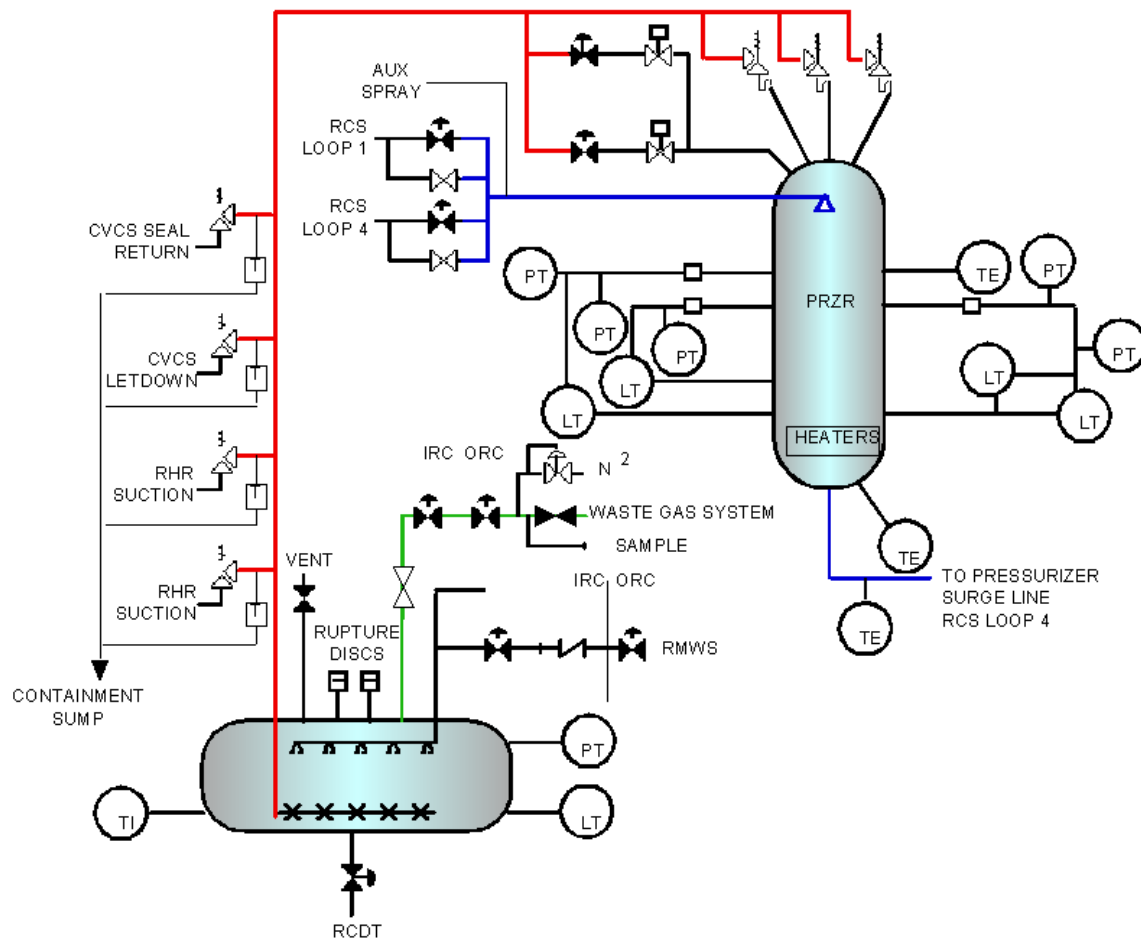 AUX
SPRAY
RCS
LOOP 1
RCS
LOOP 4
CVCS SEAL
RETURN
PT
TE
PT
PRZR
PT
PT
PT
CVCS
LETDOWN
LT
LT
LT
LT
HEATERS
IRC ORC
N 2
RHR
SUCTION
WASTE GAS SYSTEM
SAMPLE
VENT
TE
IRC ORC
TO PRESSURIZER
SURGE LINE
RCS LOOP 4
RHR
SUCTION
TE
RUPTURE
DISCS
RMWS
CONTAINMENT
SUMP
PT
TI
LT
RCDT